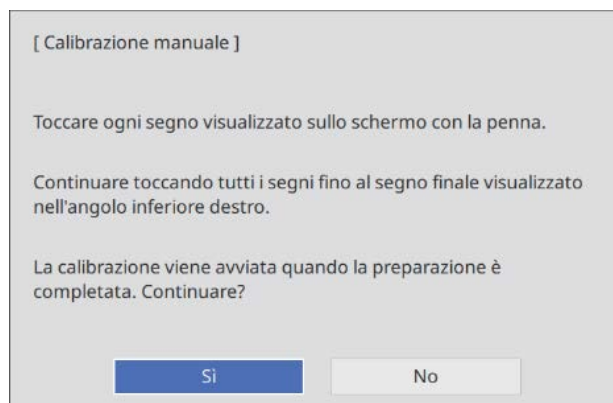 [ Calibrazione manuale ]
Toccare ogni segno visualizzato sullo schermo con la penna.
Continuare toccando tutti i segni fino al segno finale visualizzato
nell'angolo inferiore destro.
La calibrazione viene avviata quando la preparazione è
completata. Continuare?
Sì
No